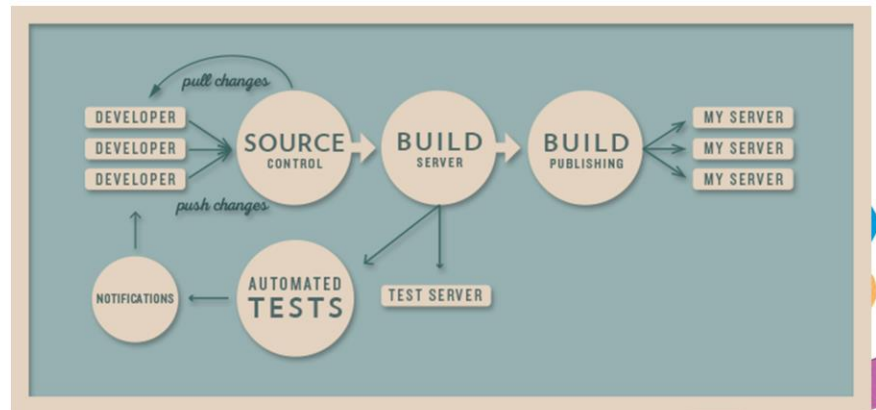 pull changes
DEVELOPER
DEVELOPER
DEVELOPER
push changes
SOURCE
CONTROL
BUILD
SERVER
BUILD
PUBLISHING
MY SERVER
MY SERVER
MY SERVER
NOTIFICATIONS
AUTOMATED
TESTS
TEST SERVER